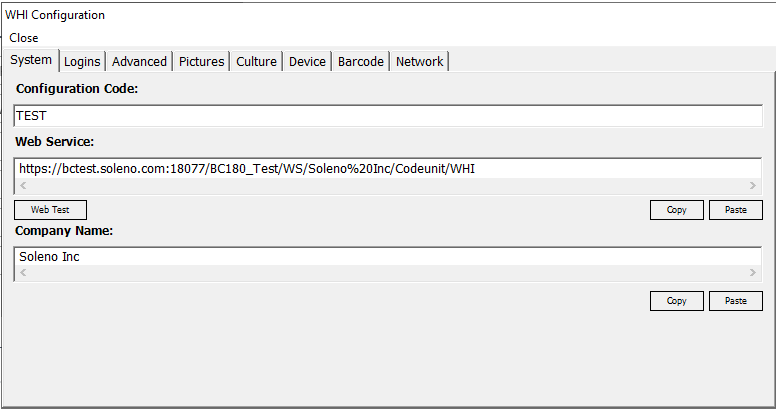 WHI Configuration
Close
System Logins Advanced Pictures Culture Device Barcode Network
Configuration Code:
TEST
Web Service:
https://bctest.soleno.com:18077/BC180_Test/WS/Soleno%20Inc/Codeunit/WHI
Web Test Copy Paste
Company Name:
Soleno Inc
Copy Paste